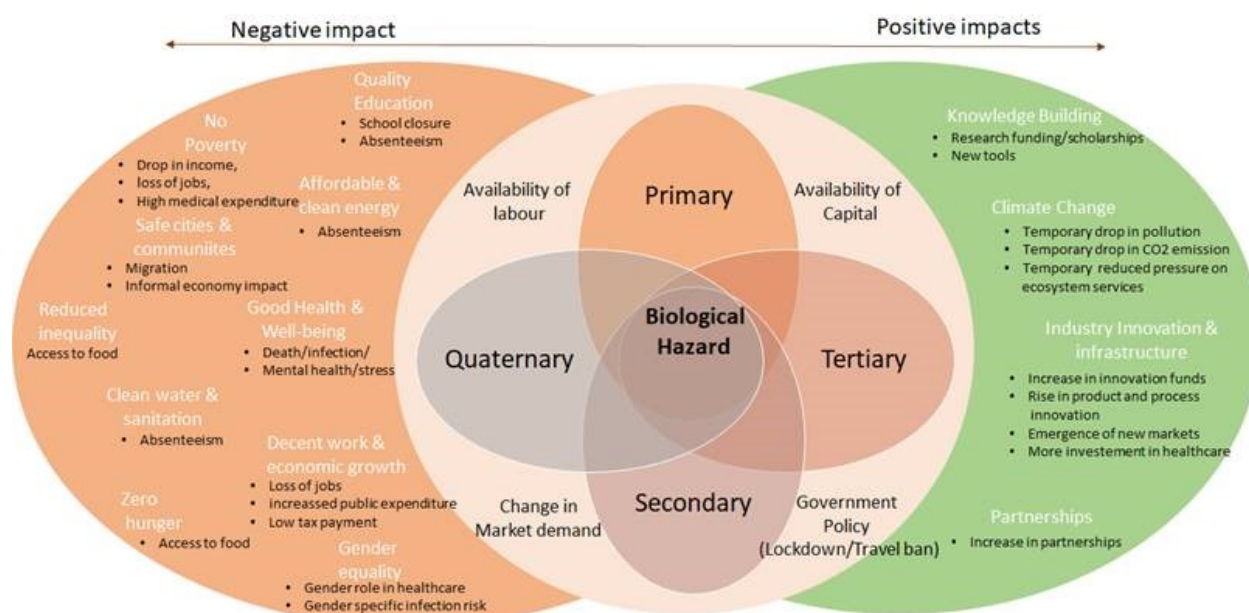 Negative impact
Positive impacts
Quality
Education
• School closure
• Absenteeism
No
Poverty
• Drop in income,
• loss of jobs,
• High medical expenditure
Affordable &
clean energy
• Absenteeism
Safe cities &
communiites
• Migration
• Informal economy impact
Reduced
inequality
Access to food
Good Health &
Well-being
• Death/infection/
• Mental health/stress
Clean water &
sanitation
• Absenteeism
Decent work &
economic growth
• Loss of jobs
• increassed public expenditure
• Low tax payment
Zero
hunger
• Access to food
Gender
equality
• Gender role in healthcare
• Gender specific infection risk
Availability of
labour
Primary
Availability of
Capital
Quaternary
Biological
Hazard
Tertiary
Change in
Market demand
Secondary
Government
Policy
(Lockdown/Travel ban)
Knowledge Building
• Research funding/scholarships
• New tools
Climate Change
• Temporary drop in pollution
• Temporary drop in CO2 emission
• Temporary reduced pressure on
ecosystem services
Industry Innovation &
infrastructure
• Increase in innovation funds
• Rise in product and process
innovation
• Emergence of new markets
• More investement in healthcare
Partnerships
• Increase in partnerships